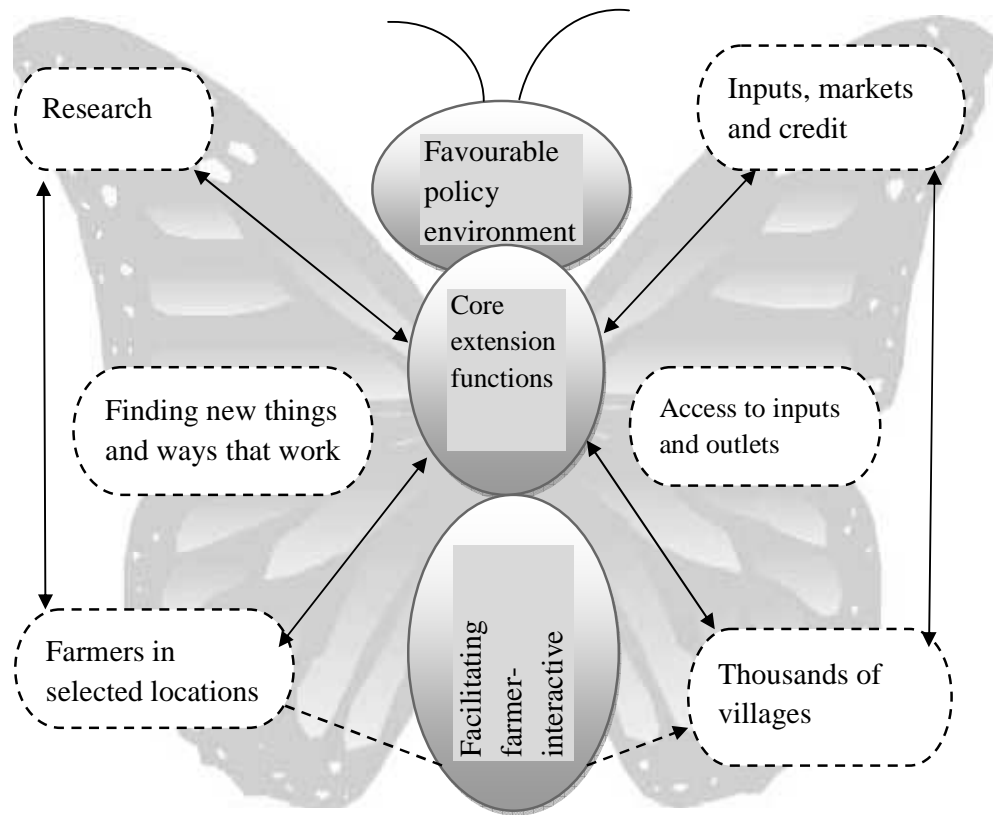 Research
Inputs, markets
and credit
Favourable
policy
environment
Core
extension
functions
Finding new things
and ways that work
Access to inputs
and outlets
Farmers in
selected locations
Facilitating
farmer-
interactive
Thousands of
villages